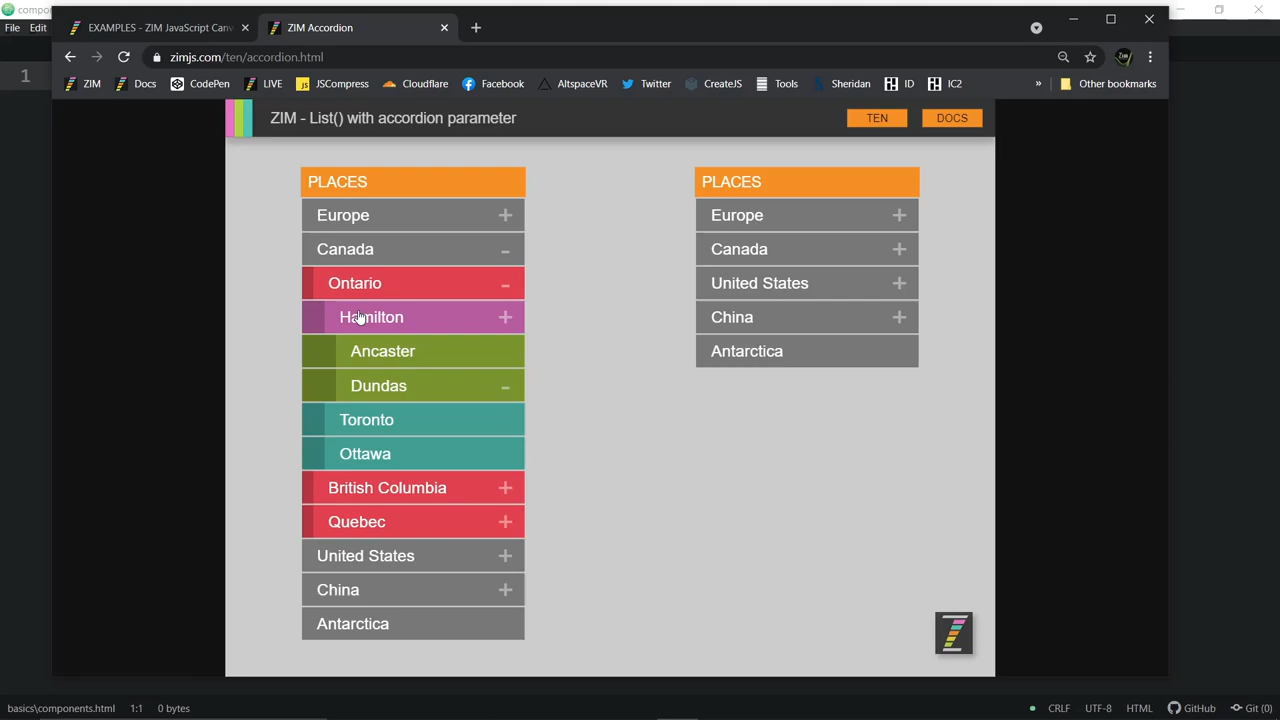 compon
File Edit
EXAMPLES - ZIM JavaScript Canv
ZIM Accordion
zimjs.com/ten/accordion.html
ZIM Docs CodePen LIVE JSCompress Cloudflare Facebook AltspaceVR Twitter CreateJS Tools Sheridan ID IC2 » Other bookmarks
1
ZIM - List() with accordion parameter
TEN
DOCS
PLACES
Europe +
Canada -
Ontario -
Hamilton +
Ancaster
Dundas -
Toronto
Ottawa
British Columbia +
Quebec +
United States +
China +
Antarctica
PLACES
Europe +
Canada +
United States +
China +
Antarctica
basics\components.html 1:1 0 bytes
CRLF UTF-8 HTML GitHub Git (0)